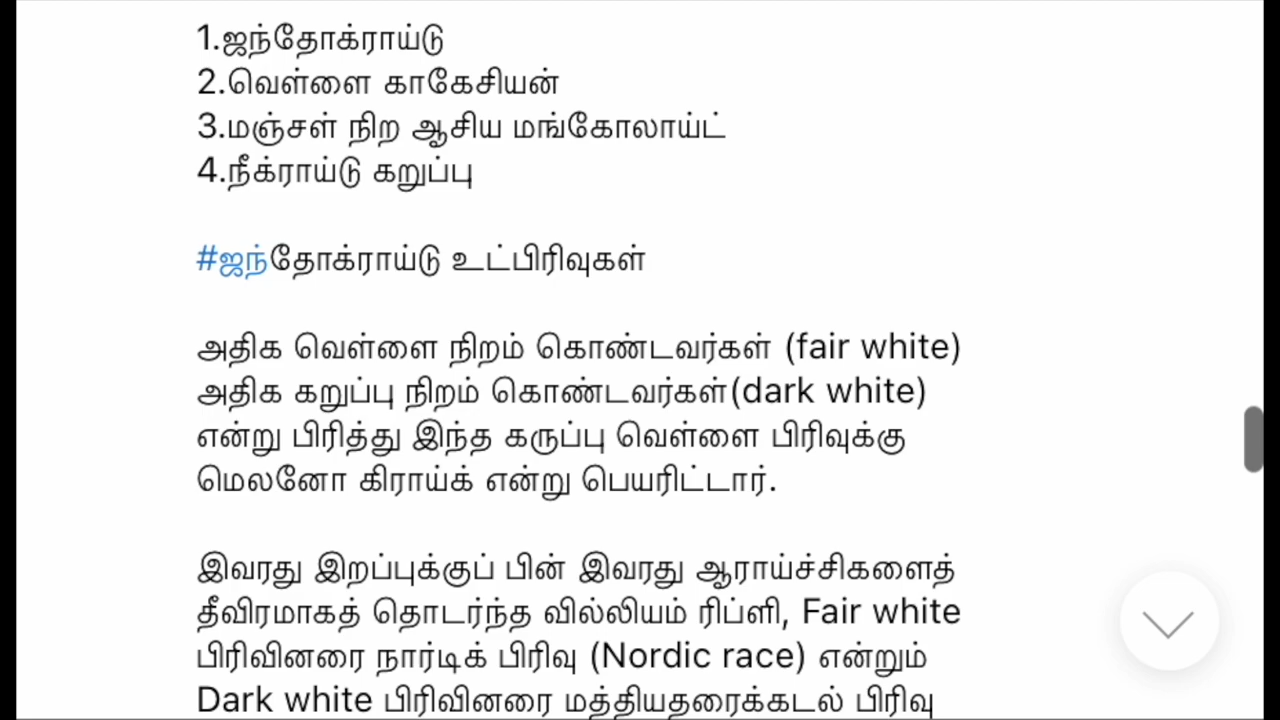 1.ஜந்தோக்ராய்டு
2.வெள்ளை காகேசியன்
3.மஞ்சள் நிற ஆசிய மங்கோலாய்ட்
4.நீக்ராய்டு கறுப்பு
#ஜந்தோக்ராய்டு உட்பிரிவுகள்
அதிக வெள்ளை நிறம் கொண்டவர்கள் (fair white)
அதிக கறுப்பு நிறம் கொண்டவர்கள்(dark white)
என்று பிரித்து இந்த கருப்பு வெள்ளை பிரிவுக்கு
மெலனோ கிராய்க் என்று பெயரிட்டார்.
இவரது இறப்புக்குப் பின் இவரது ஆராய்ச்சிகளைத்
தீவிரமாகத் தொடர்ந்த வில்லியம் ரிப்ளி, Fair white
பிரிவினரை நார்டிக் பிரிவு (Nordic race) என்றும்
Dark white பிரிவினரை மத்தியதரைக்கடல் பிரிவு